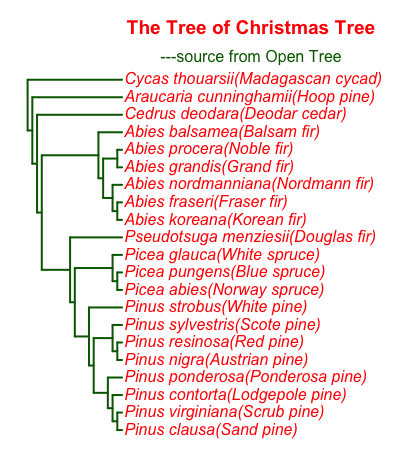 The Tree of Christmas Tree
---source from Open Tree
Cycas thouarsii(Madagascan cycad)
Araucaria cunninghamii(Hoop pine)
Cedrus deodara(Deodar cedar)
Abies balsamea(Balsam fir)
Abies procera(Noble fir)
Abies grandis(Grand fir)
Abies nordmanniana(Nordmann fir)
Abies fraseri(Fraser fir)
Abies koreana(Korean fir)
Pseudotsuga menziesii(Douglas fir)
Picea glauca(White spruce)
Picea pungens(Blue spruce)
Picea abies(Norway spruce)
Pinus strobus(White pine)
Pinus sylvestris(Scote pine)
Pinus resinosa(Red pine)
Pinus nigra(Austrian pine)
Pinus ponderosa(Ponderosa pine)
Pinus contorta(Lodgepole pine)
Pinus virginiana(Scrub pine)
Pinus clausa(Sand pine)